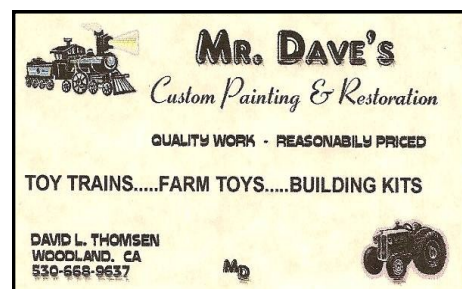 MR. DAVE'S
Custom Painting & Restoration
QUALITY WORK - REASONABILY PRICED
TOY TRAINS.....FARM TOYS.....BUILDING KITS
DAVID L. THOMSEN
WOODLAND, CA
530-668-9637
MD